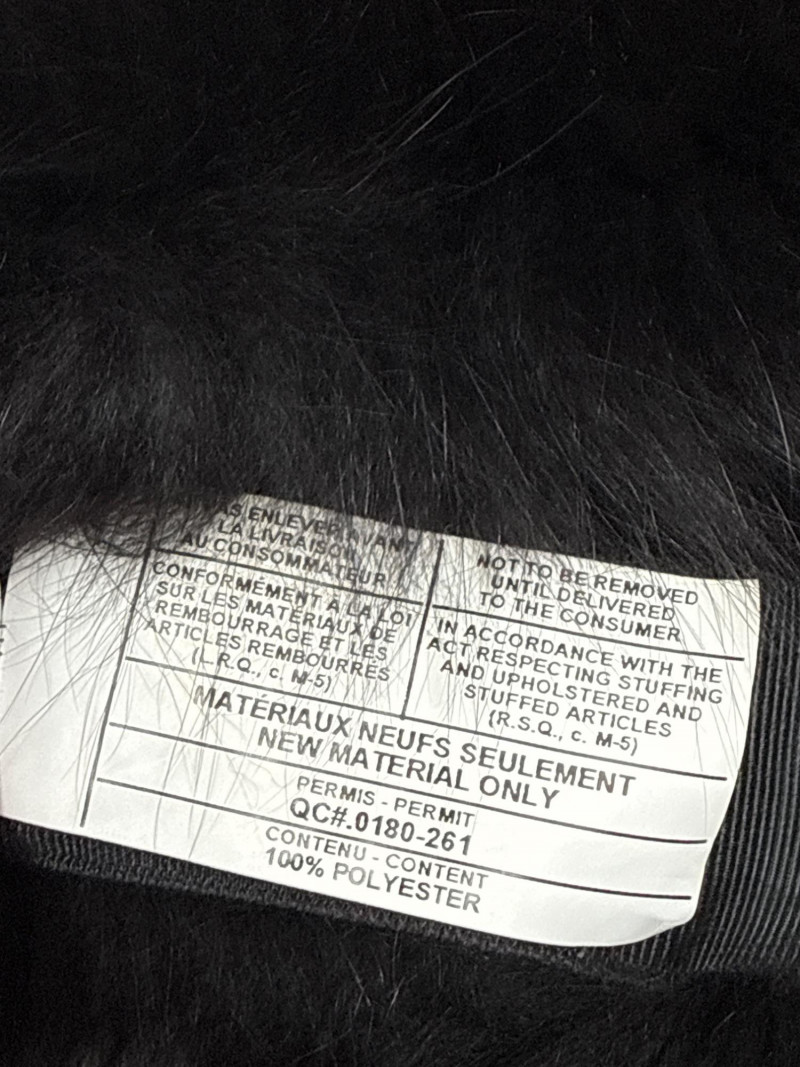 ENLEVER AVANT
LA LIVRAISON
AU CONSOMMATEUR
CONFORMÉMENT À LA LOI
SUR LES MATÉRIAUX DE
REMBOURRAGE ET LES
ARTICLES REMBOURRÉS
(L.R.Q., c. M-5)
NOT TO BE REMOVED
UNTIL DELIVERED
TO THE CONSUMER
IN ACCORDANCE WITH THE
ACT RESPECTING STUFFING
AND UPHOLSTERED AND
STUFFED ARTICLES
(R.S.Q., c. M-5)
MATÉRIAUX NEUFS SEULEMENT
NEW MATERIAL ONLY
PERMIS - PERMIT
QC#.0180-261
CONTENU - CONTENT
100% POLYESTER